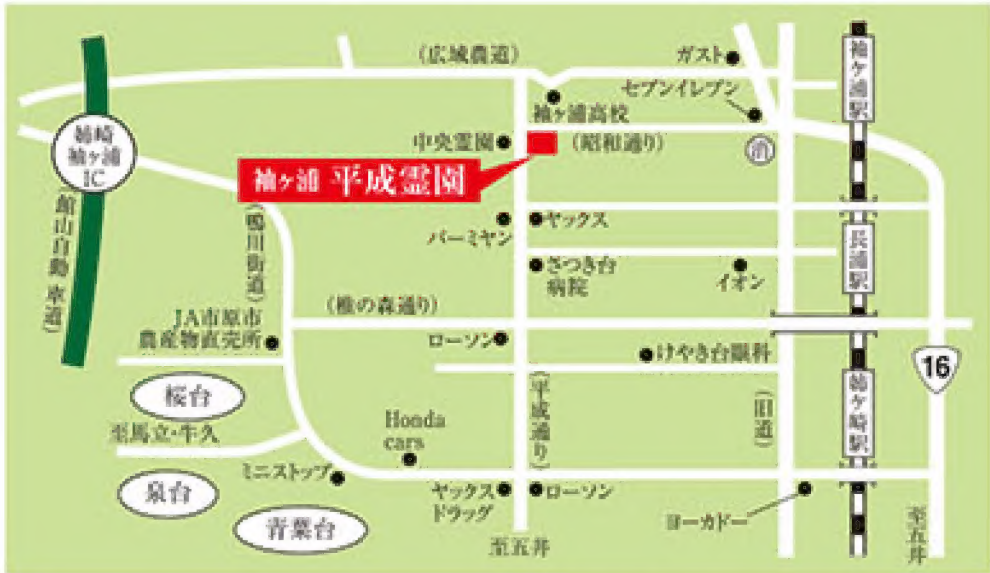 (広域農道)
ガスト
セブンイレブン
袖ヶ浦高校
中央霊園
(昭和通り)
消
袖ヶ浦駅
姉崎
袖ヶ浦
IC
袖ヶ浦 平成霊園
(館山自動車道)
(鴨川街道)
バーミヤン
ヤックス
長浦駅
さつき台
病院
イオン
(椎の森通り)
JA市原市
農産物直売所
ローソン
けやき台眼科
16
桜台
(平成通り)
(旧道)
姉ヶ崎駅
至馬立・牛久
Honda
cars
ミニストップ
泉台
ヤックス
ドラッグ
ローソン
ヨーカドー
青葉台
至五井
至五井